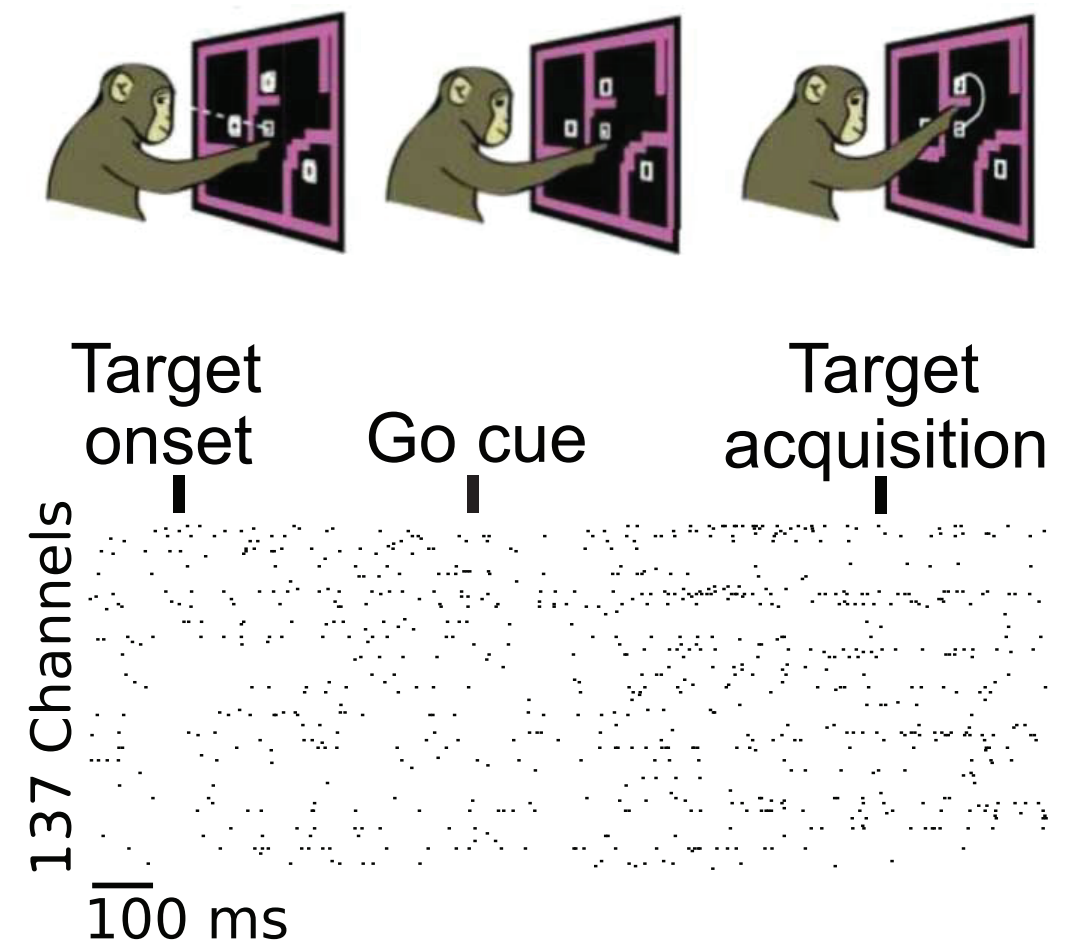 Target
onset
Go cue
Target
acquisition
137 Channels
100 ms